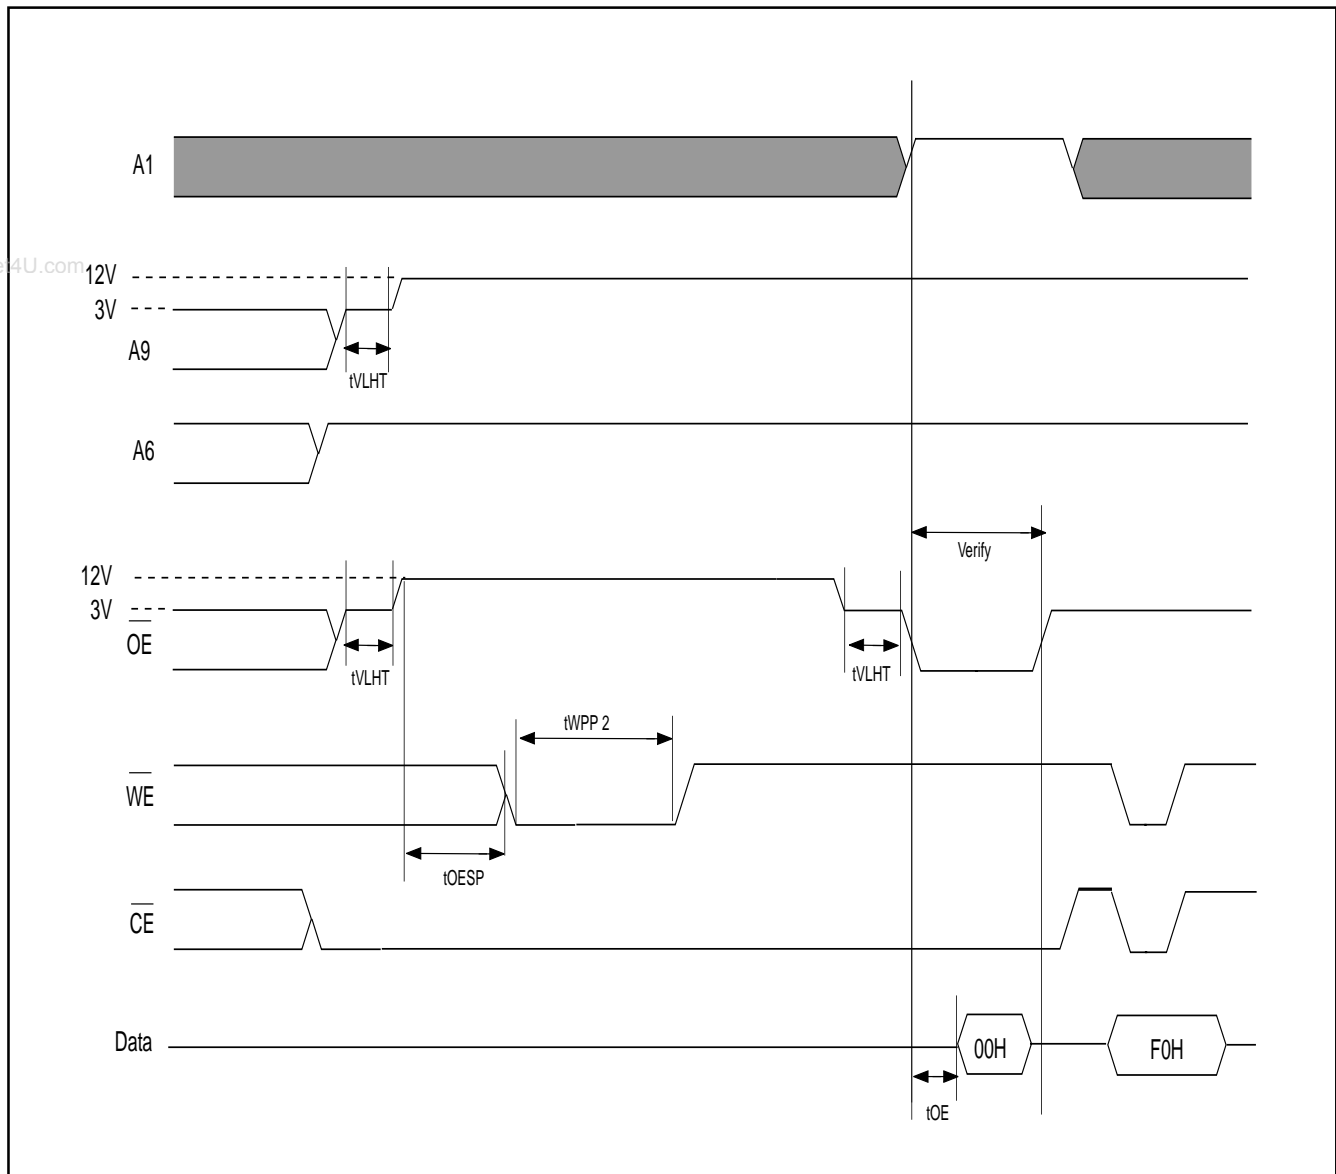 A1
et4U.com
12V
3V
A9
tVLHT
A6
Verify
12V
3V
OE
tVLHT
tVLHT
tWPP 2
WE
tOESP
CE
Data
00H
F0H
tOE